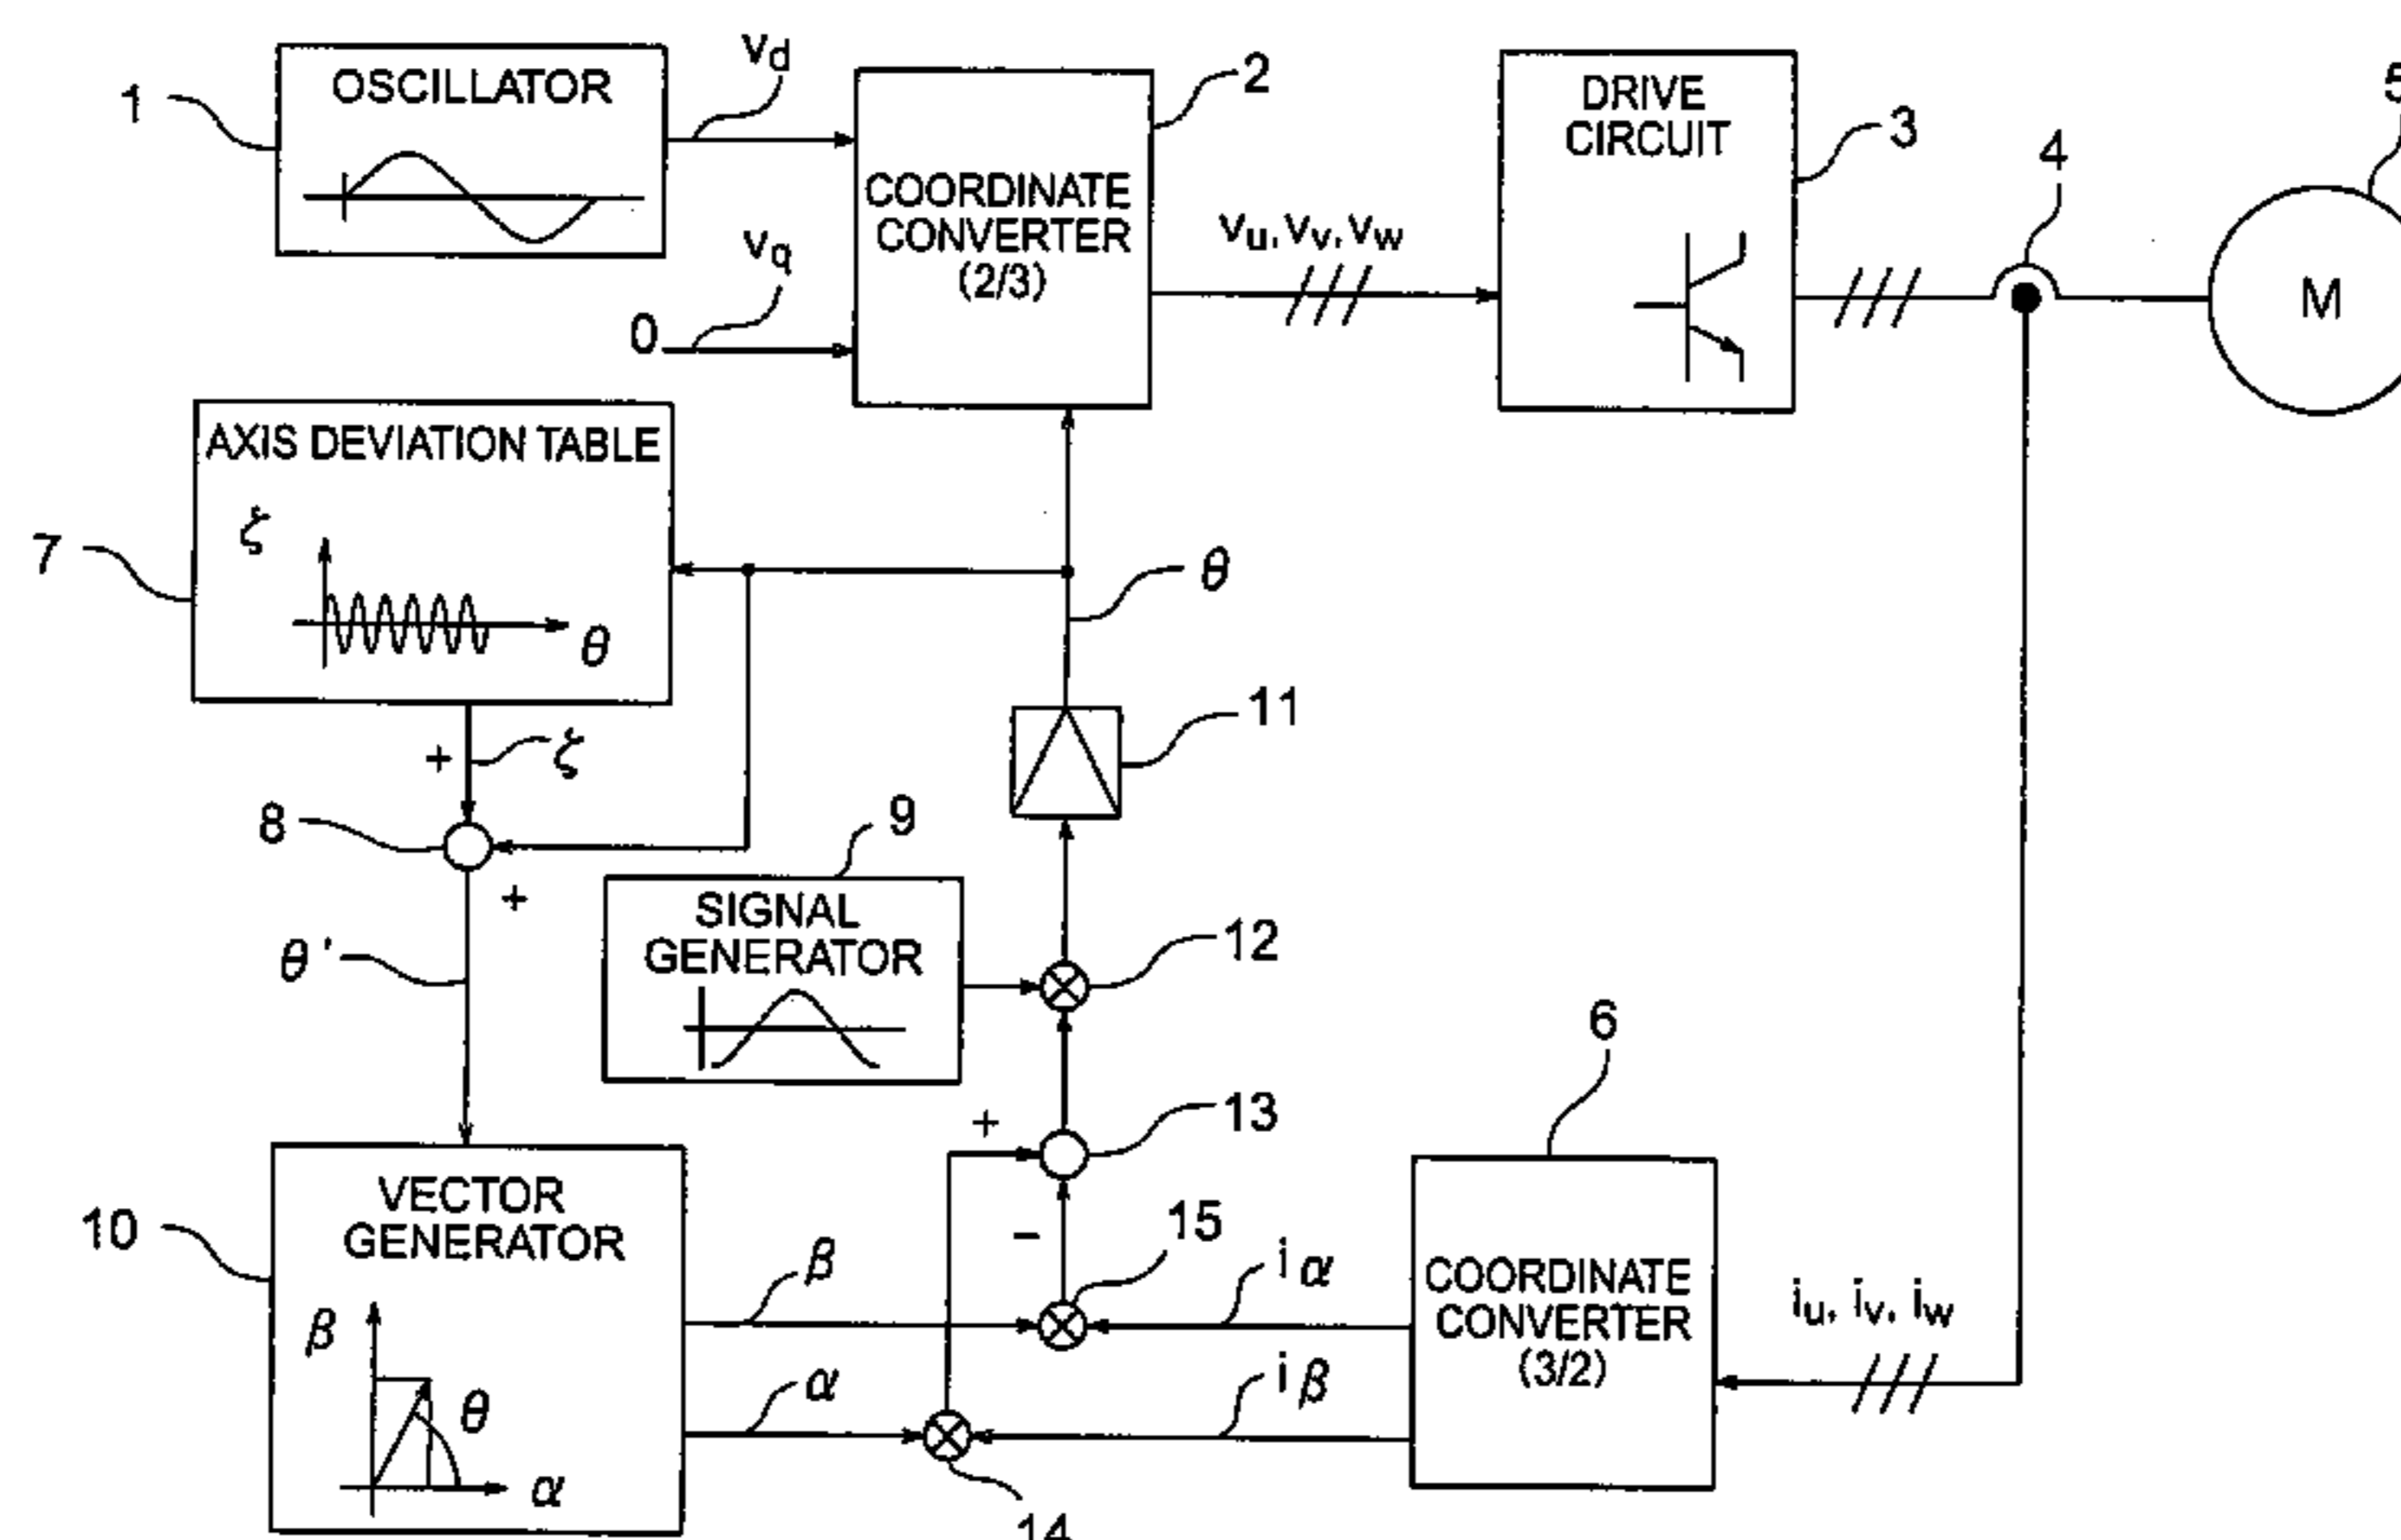 1
OSCILLATOR
vd
2
COORDINATE
CONVERTER
(2/3)
vq
0
vu, vv, vw
DRIVE
CIRCUIT
3
4
5
M
AXIS DEVIATION TABLE
ζ
θ
7
θ
11
+
ζ
8
+
9
SIGNAL
GENERATOR
12
θ'
+
13
6
10
VECTOR
GENERATOR
β
θ
α
−
15
β
α
iα
iβ
COORDINATE
CONVERTER
(3/2)
iu, iv, iw
14